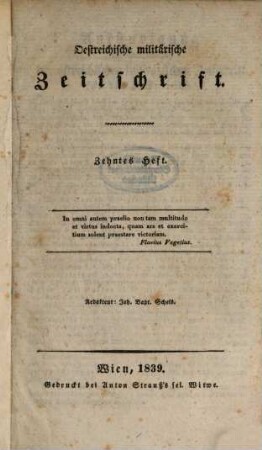 Oestreichische militärische
Zeitschrift.
Zehntes Heft.
In omni autem praelio non tam multitudo
et virtus indocta, quam ars et exerci-
tium solent praestare victoriam.
Flavius Vegetius.
Redakteur: Joh. Bapt. Schels.
Wien, 1839.
Gedruckt bei Anton Strauß's sel. Witwe.